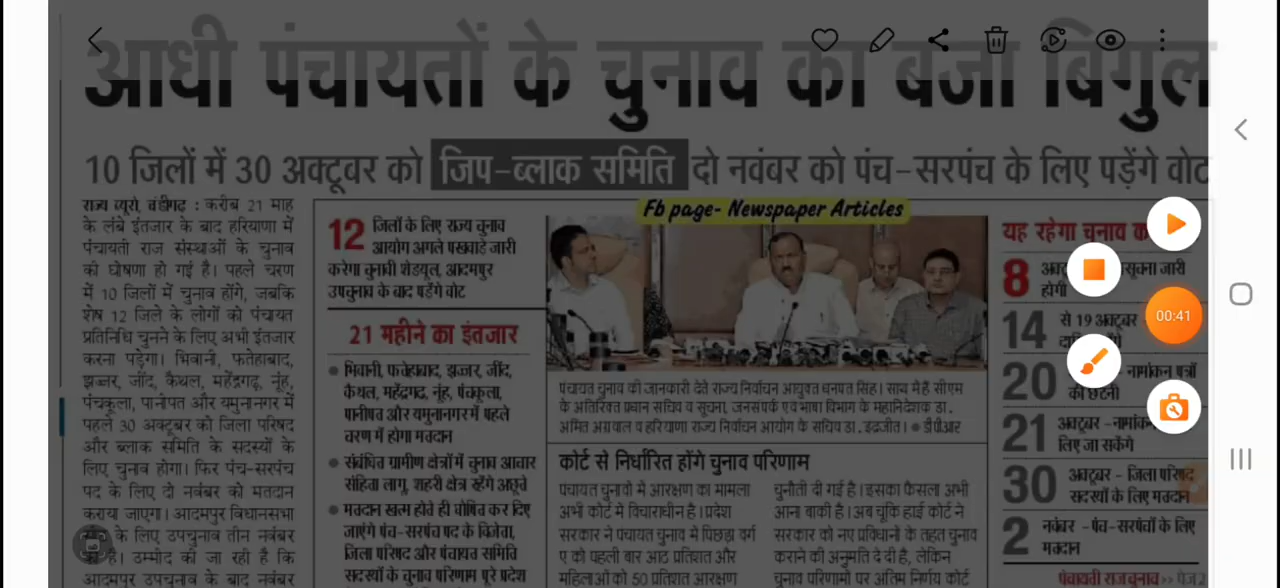 आधी पंचायतों के चुनाव का बजा बिगुल
10 जिलों में 30 अक्टूबर को जिप-ब्लाक समिति दो नवंबर को पंच-सरपंच के लिए पड़ेंगे वोट
राज्य ब्यूरो, चंडीगढ़ : करीब 21 माह
के लंबे इंतजार के बाद हरियाणा में
पंचायती राज संस्थाओं के चुनाव
की घोषणा हो गई है। पहले चरण
में 10 जिलों में चुनाव होंगे, जबकि
शेष 12 जिले के लोगों को पंचायत
प्रतिनिधि चुनने के लिए अभी इंतजार
करना पड़ेगा। भिवानी, फतेहाबाद,
झज्जर, जींद, कैथल, महेंद्रगढ़, नूंह,
पंचकूला, पानीपत और यमुनानगर में
पहले 30 अक्टूबर को जिला परिषद
और ब्लाक समिति के सदस्यों के
लिए चुनाव होगा। फिर पंच-सरपंच
पद के लिए दो नवंबर को मतदान
कराया जाएगा। आदमपुर विधानसभा
के लिए उपचुनाव तीन नवंबर
है। उम्मीद की जा रही है कि
आदमपुर उपचुनाव के बाद नवंबर
12 जिलों के लिए राज्य चुनाव
आयोग अगले पखवाड़े जारी
करेगा चुनावी शेड्यूल, आदमपुर
उपचुनाव के बाद पड़ेंगे वोट
21 महीने का इंतजार
● भिवानी, फतेहाबाद, झज्जर, जींद,
कैथल, महेंद्रगढ़, नूंह, पंचकूला,
पानीपत और यमुनानगर में पहले
चरण में होगा मतदान
● संबंधित ग्रामीण क्षेत्रों में चुनाव आचार
संहिता लागू, शहरी क्षेत्र रहेंगे अछूते
● मतदान खत्म होते ही घोषित कर दिए
जाएंगे पंच-सरपंच पद के विजेता,
जिला परिषद और पंचायत समिति
सदस्यों के चुनाव परिणाम पूरे प्रदेश
Fb page- Newspaper Articles
पंचायत चुनाव की जानकारी देते राज्य निर्वाचन आयुक्त धनपत सिंह। साथ में हैं सीएम
के अतिरिक्त प्रधान सचिव व सूचना, जनसंपर्क एवं भाषा विभाग के महानिदेशक डा.
अमित अग्रवाल व हरियाणा राज्य निर्वाचन आयोग के सचिव डा. इंद्रजीत। ● डीपीआर
कोर्ट से निर्धारित होंगे चुनाव परिणाम
पंचायत चुनावों में आरक्षण का मामला
अभी कोर्ट में विचाराधीन है। प्रदेश
सरकार ने पंचायत चुनाव में पिछड़ा वर्ग
ए को पहली बार आठ प्रतिशत और
महिलाओं को 50 प्रतिशत आरक्षण
चुनौती दी गई है। इसका फैसला अभी
आना बाकी है। अब चूंकि हाई कोर्ट ने
सरकार को नए प्रविधानों के तहत चुनाव
कराने की अनुमति दे दी है, लेकिन
चुनाव परिणामों पर अंतिम निर्णय कोर्ट
यह रहेगा चुनाव
8 सूचना जारी
होगी
14 से 19 अक्टूबर
20 नामांकन पत्रों
की छंटनी
21 अक्टूबर -
लिए जा सकेंगे
30 अक्टूबर - जिला परिषद
सदस्यों के लिए मतदान
2 नवंबर -पंच-सरपंचों के लिए
मतदान
पंचायती राज चुनाव >> पेज
00:41